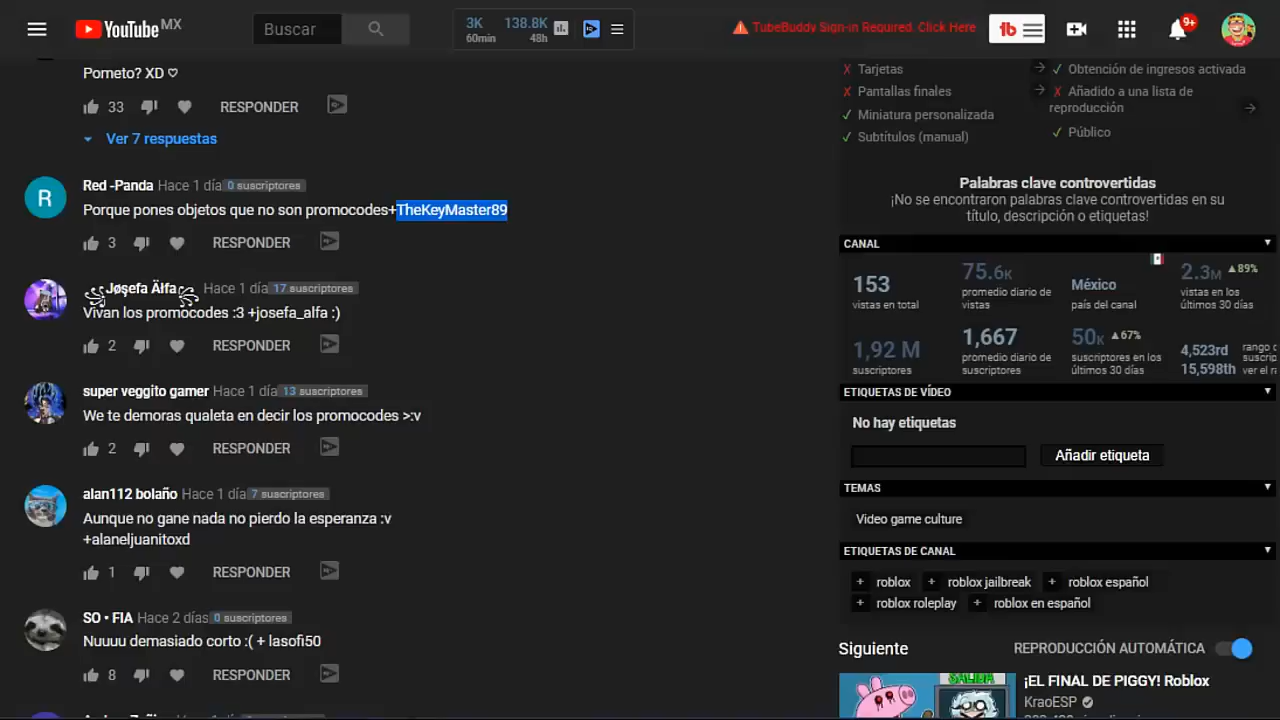 YouTube MX
Buscar
3K 138.8K
60min 48h
TubeBuddy Sign-in Required. Click Here
tb
9+
Pometo? XD ♡
33 RESPONDER
Ver 7 respuestas
Red -Panda Hace 1 día 0 suscriptores
Porque pones objetos que no son promocodes+TheKeyMaster89
3 RESPONDER
Jøșefa Älfa Hace 1 día 17 suscriptores
Vivan los promocodes :3 +josefa_alfa :)
2 RESPONDER
super veggito gamer Hace 1 día 13 suscriptores
We te demoras qualeta en decir los promocodes >:v
2 RESPONDER
alan112 bolaño Hace 1 día 7 suscriptores
Aunque no gane nada no pierdo la esperanza :v
+alaneljuanitoxd
1 RESPONDER
SO • FIA Hace 2 días 0 suscriptores
Nuuuu demasiado corto :( + lasofi50
8 RESPONDER
✗ Tarjetas
✗ Pantallas finales
✓ Miniatura personalizada
✓ Subtítulos (manual)
✓ Obtención de ingresos activada
✗ Añadido a una lista de
reproducción
✓ Público
Palabras clave controvertidas
¡No se encontraron palabras clave controvertidas en su
título, descripción o etiquetas!
CANAL
153
vistas en total
75.6K
promedio diario de
vistas
México
país del canal
2.3M ▲89%
vistas en los
últimos 30 días
1,92 M
suscriptores
1,667
promedio diario de
suscriptores
50K ▲67%
suscriptores en los
últimos 30 días
4,523rd
15,598th
rango
suscrip
ver el ra
ETIQUETAS DE VÍDEO
No hay etiquetas
Añadir etiqueta
TEMAS
Video game culture
ETIQUETAS DE CANAL
+ roblox + roblox jailbreak + roblox español
+ roblox roleplay + roblox en español
Siguiente REPRODUCCIÓN AUTOMÁTICA
SALIDA
¡EL FINAL DE PIGGY! Roblox
KraoESP